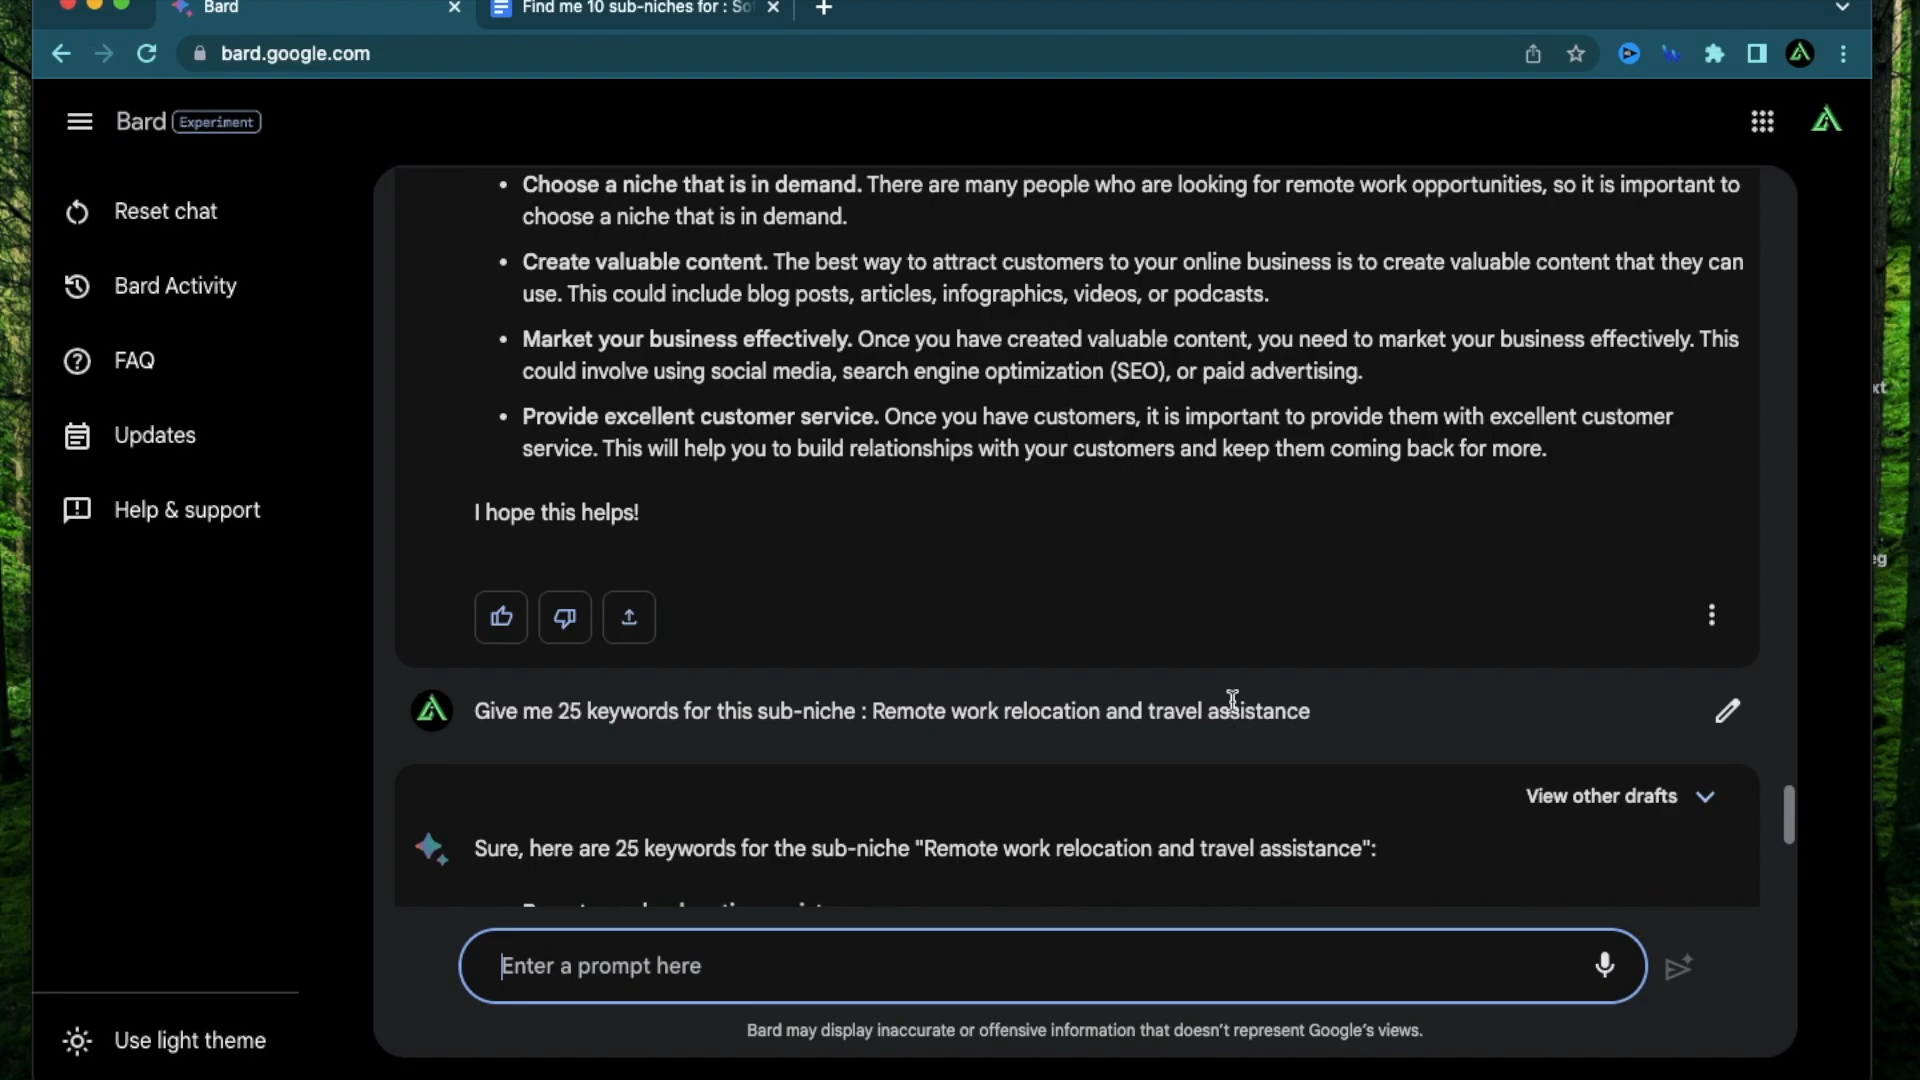 Bard
Find me 10 sub-niches for : So
bard.google.com
Bard Experiment
Reset chat
Bard Activity
FAQ
Updates
Help & support
Use light theme
• Choose a niche that is in demand. There are many people who are looking for remote work opportunities, so it is important to
choose a niche that is in demand.
• Create valuable content. The best way to attract customers to your online business is to create valuable content that they can
use. This could include blog posts, articles, infographics, videos, or podcasts.
• Market your business effectively. Once you have created valuable content, you need to market your business effectively. This
could involve using social media, search engine optimization (SEO), or paid advertising.
• Provide excellent customer service. Once you have customers, it is important to provide them with excellent customer
service. This will help you to build relationships with your customers and keep them coming back for more.
I hope this helps!
Give me 25 keywords for this sub-niche : Remote work relocation and travel assistance
View other drafts
Sure, here are 25 keywords for the sub-niche "Remote work relocation and travel assistance":
Enter a prompt here
Bard may display inaccurate or offensive information that doesn't represent Google's views.